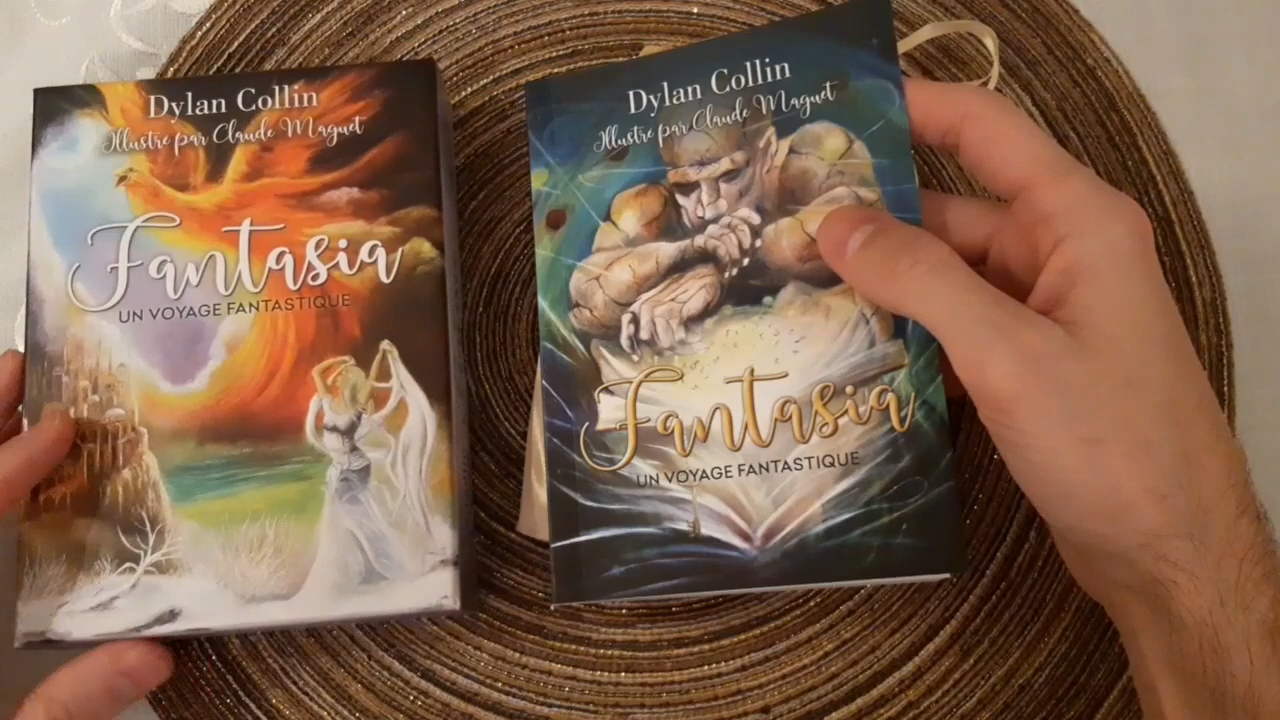 Dylan Collin
Illustré par Claude Maguet
Fantasia
UN VOYAGE FANTASTIQUE
Dylan Collin
Illustré par Claude Maguet
Fantasia
UN VOYAGE FANTASTIQUE